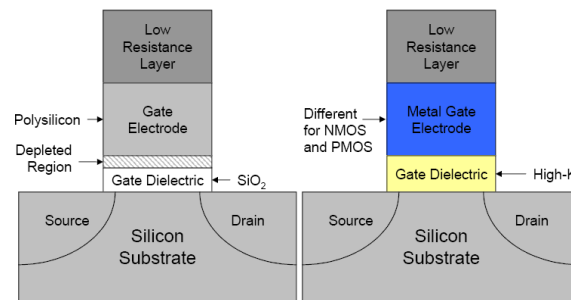 Low
Resistance
Layer
Polysilicon
Gate
Electrode
Depleted
Region
Gate Dielectric
SiO2
Source
Drain
Silicon
Substrate
Low
Resistance
Layer
Different
for NMOS
and PMOS
Metal Gate
Electrode
Gate Dielectric
High-K
Source
Drain
Silicon
Substrate